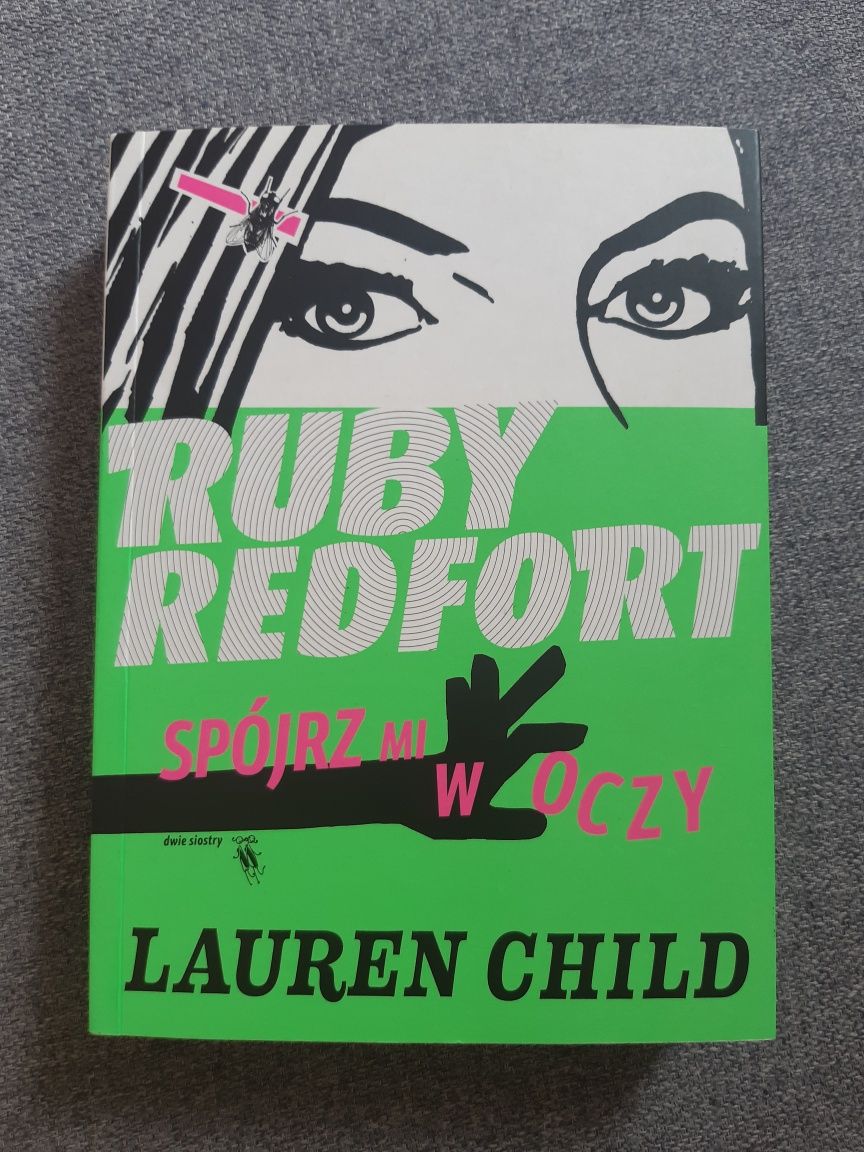 RUBY
REDFORT
SPÓJRZ MI
W OCZY
dwie siostry
LAUREN CHILD